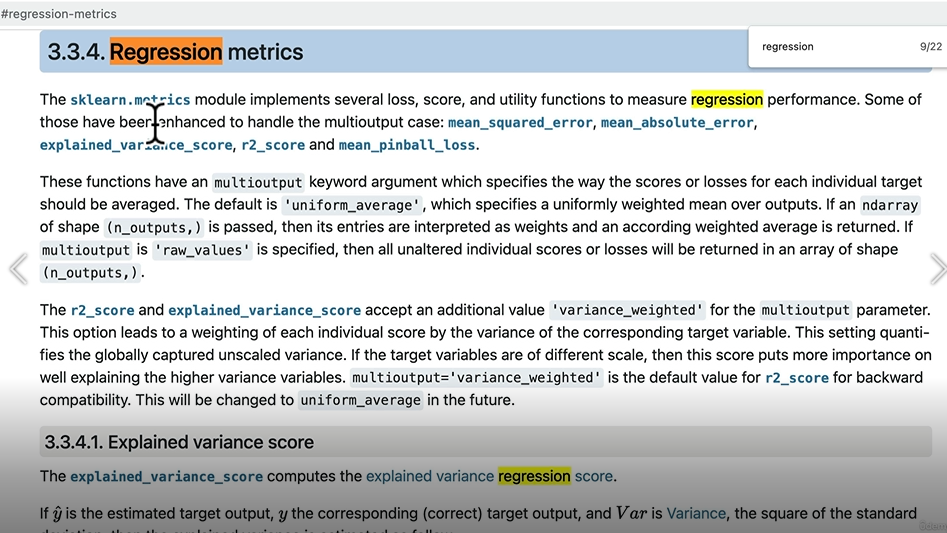 #regression-metrics
regression 9/22
3.3.4. Regression metrics
The sklearn.metrics module implements several loss, score, and utility functions to measure regression performance. Some of
those have been enhanced to handle the multioutput case: mean_squared_error, mean_absolute_error,
explained_variance_score, r2_score and mean_pinball_loss.
These functions have an multioutput keyword argument which specifies the way the scores or losses for each individual target
should be averaged. The default is 'uniform_average', which specifies a uniformly weighted mean over outputs. If an ndarray
of shape (n_outputs,) is passed, then its entries are interpreted as weights and an according weighted average is returned. If
multioutput is 'raw_values' is specified, then all unaltered individual scores or losses will be returned in an array of shape
(n_outputs,).
The r2_score and explained_variance_score accept an additional value 'variance_weighted' for the multioutput parameter.
This option leads to a weighting of each individual score by the variance of the corresponding target variable. This setting quanti-
fies the globally captured unscaled variance. If the target variables are of different scale, then this score puts more importance on
well explaining the higher variance variables. multioutput='variance_weighted' is the default value for r2_score for backward
compatibility. This will be changed to uniform_average in the future.
3.3.4.1. Explained variance score
The explained_variance_score computes the explained variance regression score.
If ŷ is the estimated target output, y the corresponding (correct) target output, and Var is Variance, the square of the standard